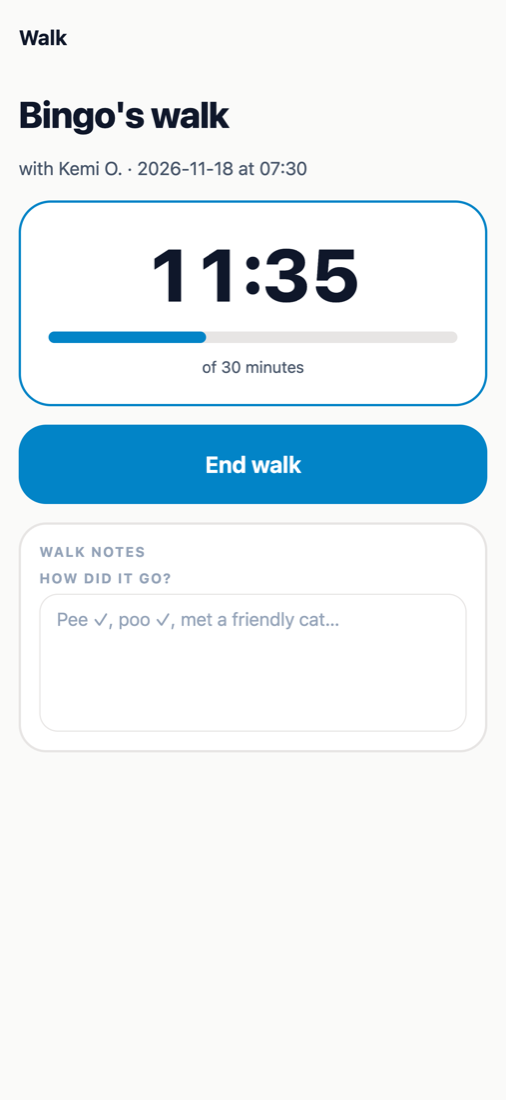 Walk
Bingo's walk
with Kemi O. · 2026-11-18 at 07:30
11:35
of 30 minutes
End walk
WALK NOTES
HOW DID IT GO?
Pee ✓, poo ✓, met a friendly cat...